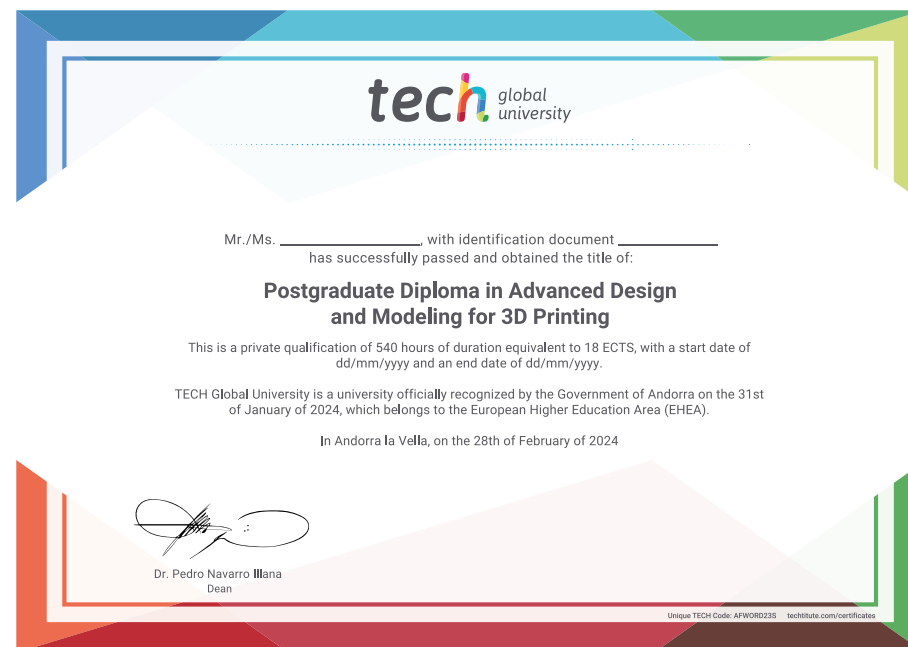 tech global
university
Mr./Ms. ____________, with identification document ____________
has successfully passed and obtained the title of:
Postgraduate Diploma in Advanced Design
and Modeling for 3D Printing
This is a private qualification of 540 hours of duration equivalent to 18 ECTS, with a start date of
dd/mm/yyyy and an end date of dd/mm/yyyy.
TECH Global University is a university officially recognized by the Government of Andorra on the 31st
of January of 2024, which belongs to the European Higher Education Area (EHEA).
In Andorra la Vella, on the 28th of February of 2024
Dr. Pedro Navarro Illana
Dean
Unique TECH Code: AFWORD23S techtitute.com/certificates